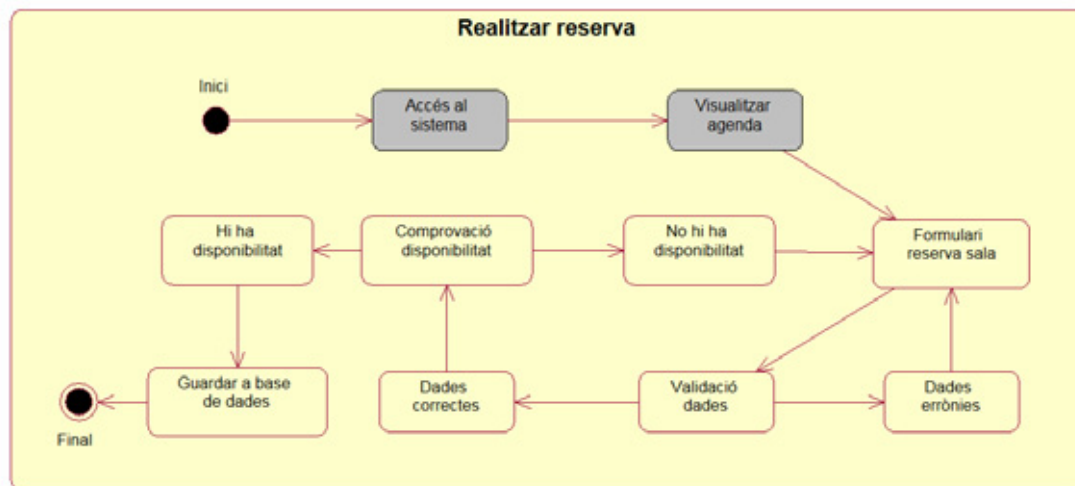 Realitzar reserva
Inici
Accés al
sistema
Visualitzar
agenda
Hi ha
disponibilitat
Comprovació
disponibilitat
No hi ha
disponibilitat
Formulari
reserva sala
Guardar a base
de dades
Dades
correctes
Validació
dades
Dades
errònies
Final